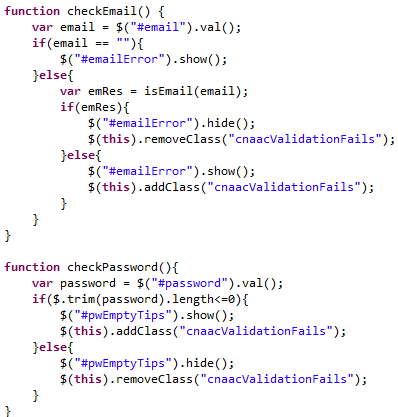 function checkEmail() {
    var email = $("#email").val();
    if(email == ""){
        $("#emailError").show();
    }else{
        var emRes = isEmail(email);
        if(emRes){
            $("#emailError").hide();
            $(this).removeClass("cnaacValidationFails");
        }else{
            $("#emailError").show();
            $(this).addClass("cnaacValidationFails");
        }
    }
}

function checkPassword(){
    var password = $("#password").val();
    if($.trim(password).length<=0){
        $("#pwEmptyTips").show();
        $(this).addClass("cnaacValidationFails");
    }else{
        $("#pwEmptyTips").hide();
        $(this).removeClass("cnaacValidationFails");
    }
}